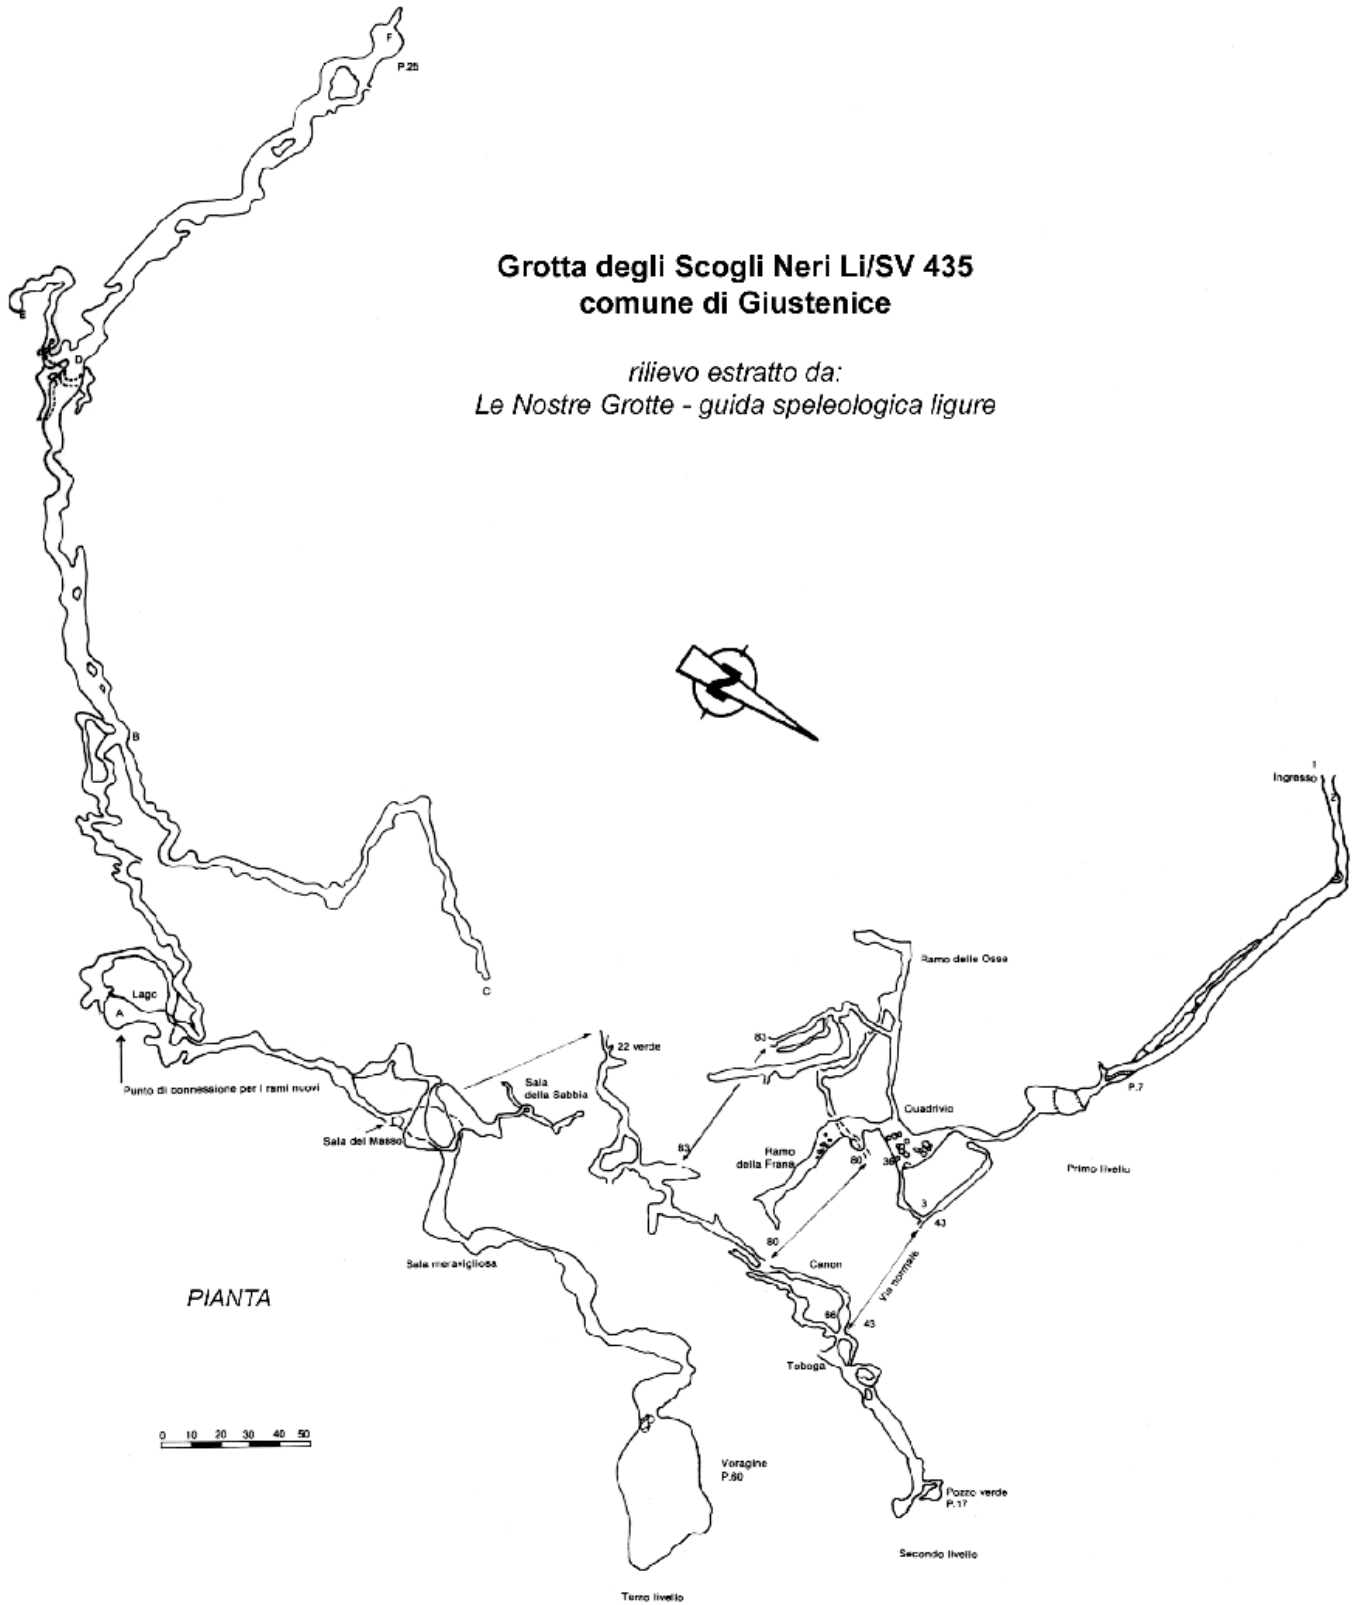 F
P.25
Grotta degli Scogli Neri Li/SV 435
comune di Giustenice
rilievo estratto da:
Le Nostre Grotte - guida speleologica ligure
E
D
N
B
1
Ingresso
2
Ramo delle Ossa
C
Lago
A
83
22 verde
Punto di connessione per i rami nuovi
Sala
della Sabbia
P.7
Quadrivio
Sala del Masso
83
Ramo
della Frana
80
36
Primo livello
3
43
80
Sala meravigliosa
Canon
Via normale
PIANTA
66
43
Toboga
0 10 20 30 40 50
Voragine
P.60
Pozzo verde
P.17
Secondo livello
Terzo livello